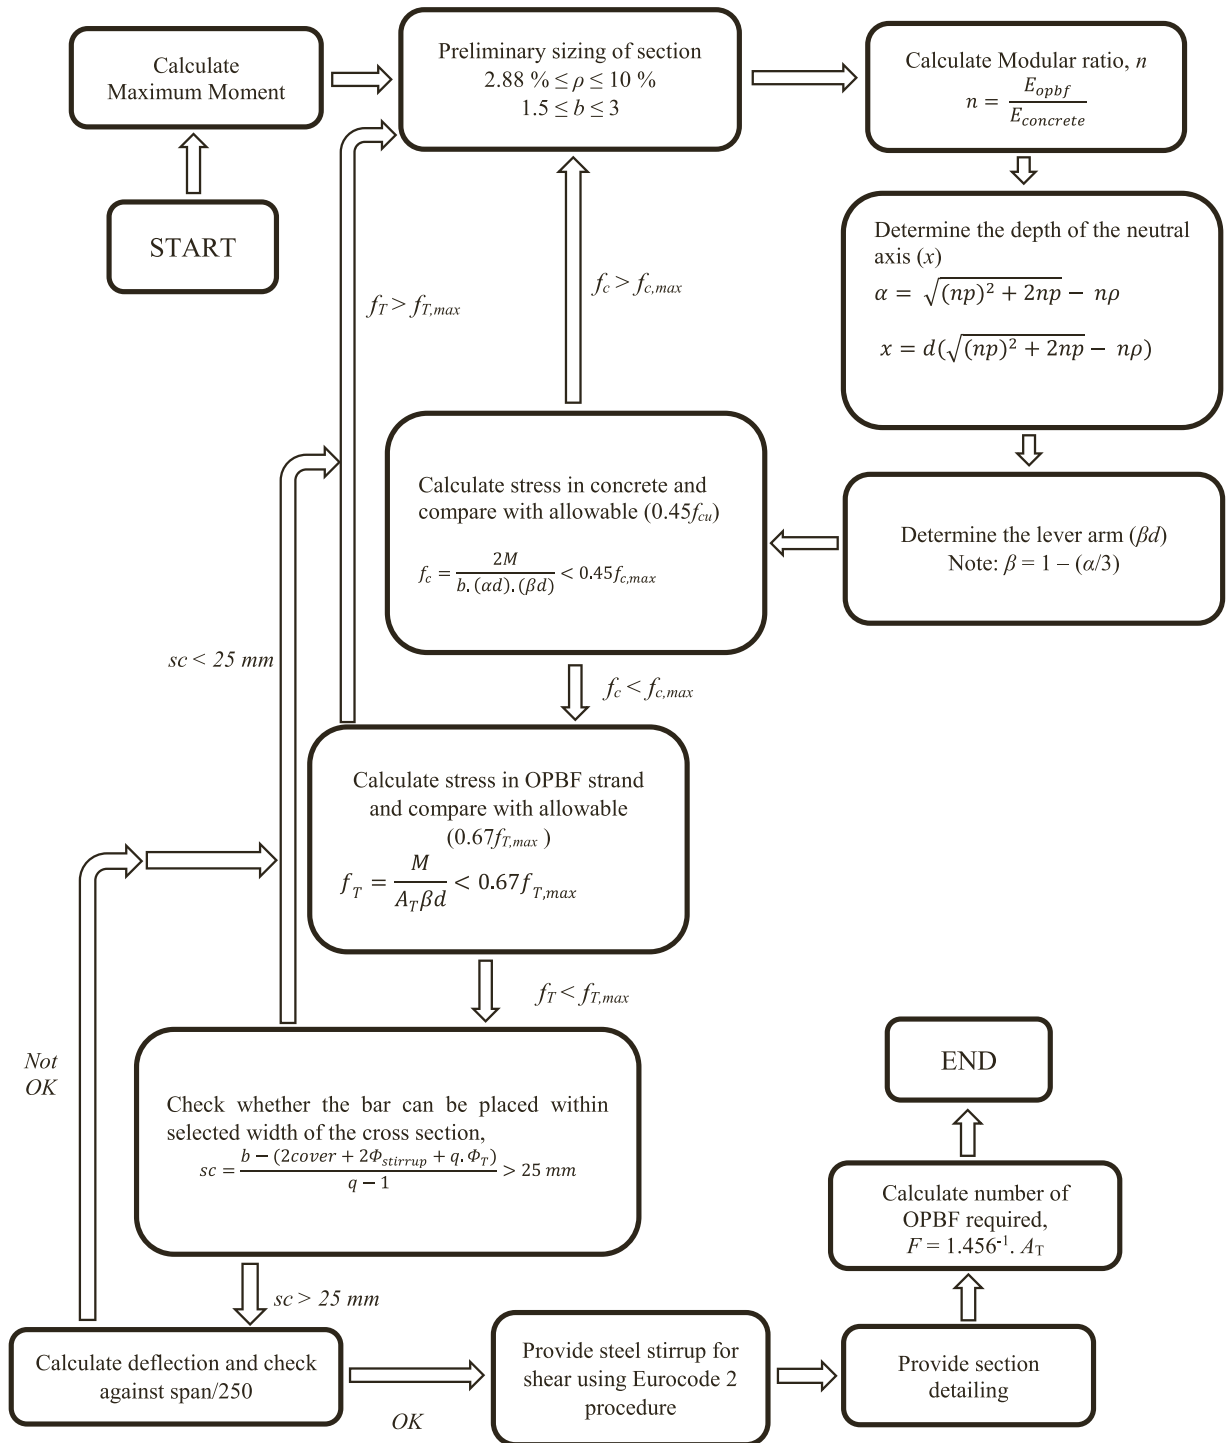 START
Calculate
Maximum Moment
Preliminary sizing of section
2.88 % ≤ ρ ≤ 10 %
1.5 ≤ b ≤ 3
Calculate Modular ratio, n
n = E_opbf / E_concrete
Determine the depth of the neutral
axis (x)
α = √((np)² + 2np) − nρ
x = d(√((np)² + 2np) − nρ)
Determine the lever arm (βd)
Note: β = 1 – (α/3)
Calculate stress in concrete and
compare with allowable (0.45f_cu)
f_c = 2M / b.(αd).(βd) < 0.45f_c,max
f_c > f_c,max
f_c < f_c,max
Calculate stress in OPBF strand
and compare with allowable
(0.67f_T,max )
f_T = M / A_Tβd < 0.67f_T,max
f_T > f_T,max
f_T < f_T,max
Check whether the bar can be placed within
selected width of the cross section,
sc = b − (2cover + 2Φ_stirrup + q.Φ_T) / q − 1 > 25 mm
sc < 25 mm
sc > 25 mm
Calculate deflection and check
against span/250
Not
OK
OK
Provide steel stirrup for
shear using Eurocode 2
procedure
Provide section
detailing
Calculate number of
OPBF required,
F = 1.456⁻¹. A_T
END